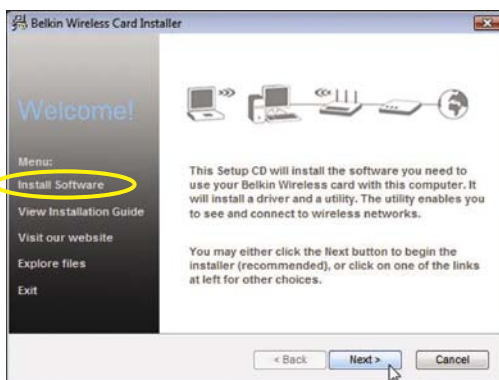 Belkin Wireless Card Installer
Welcome!
Menu:
Install Software
View Installation Guide
Visit our website
Explore files
Exit
This Setup CD will install the software you need to
use your Belkin Wireless card with this computer. It
will install a driver and a utility. The utility enables you
to see and connect to wireless networks.
You may either click the Next button to begin the
installer (recommended), or click on one of the links
at left for other choices.
< Back
Next >
Cancel